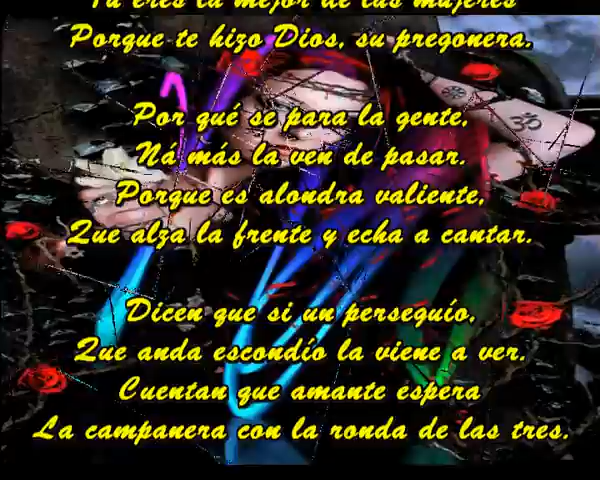 Tú eres la mejor de las mujeres
Porque te hizo Dios, su pregonera.
Por qué se para la gente,
Ná más la ven de pasar.
Porque es alondra valiente,
Que alza la frente y echa a cantar.
Dicen que si un perseguío,
Que anda escondío la viene a ver.
Cuentan que amante espera
La campanera con la ronda de las tres.